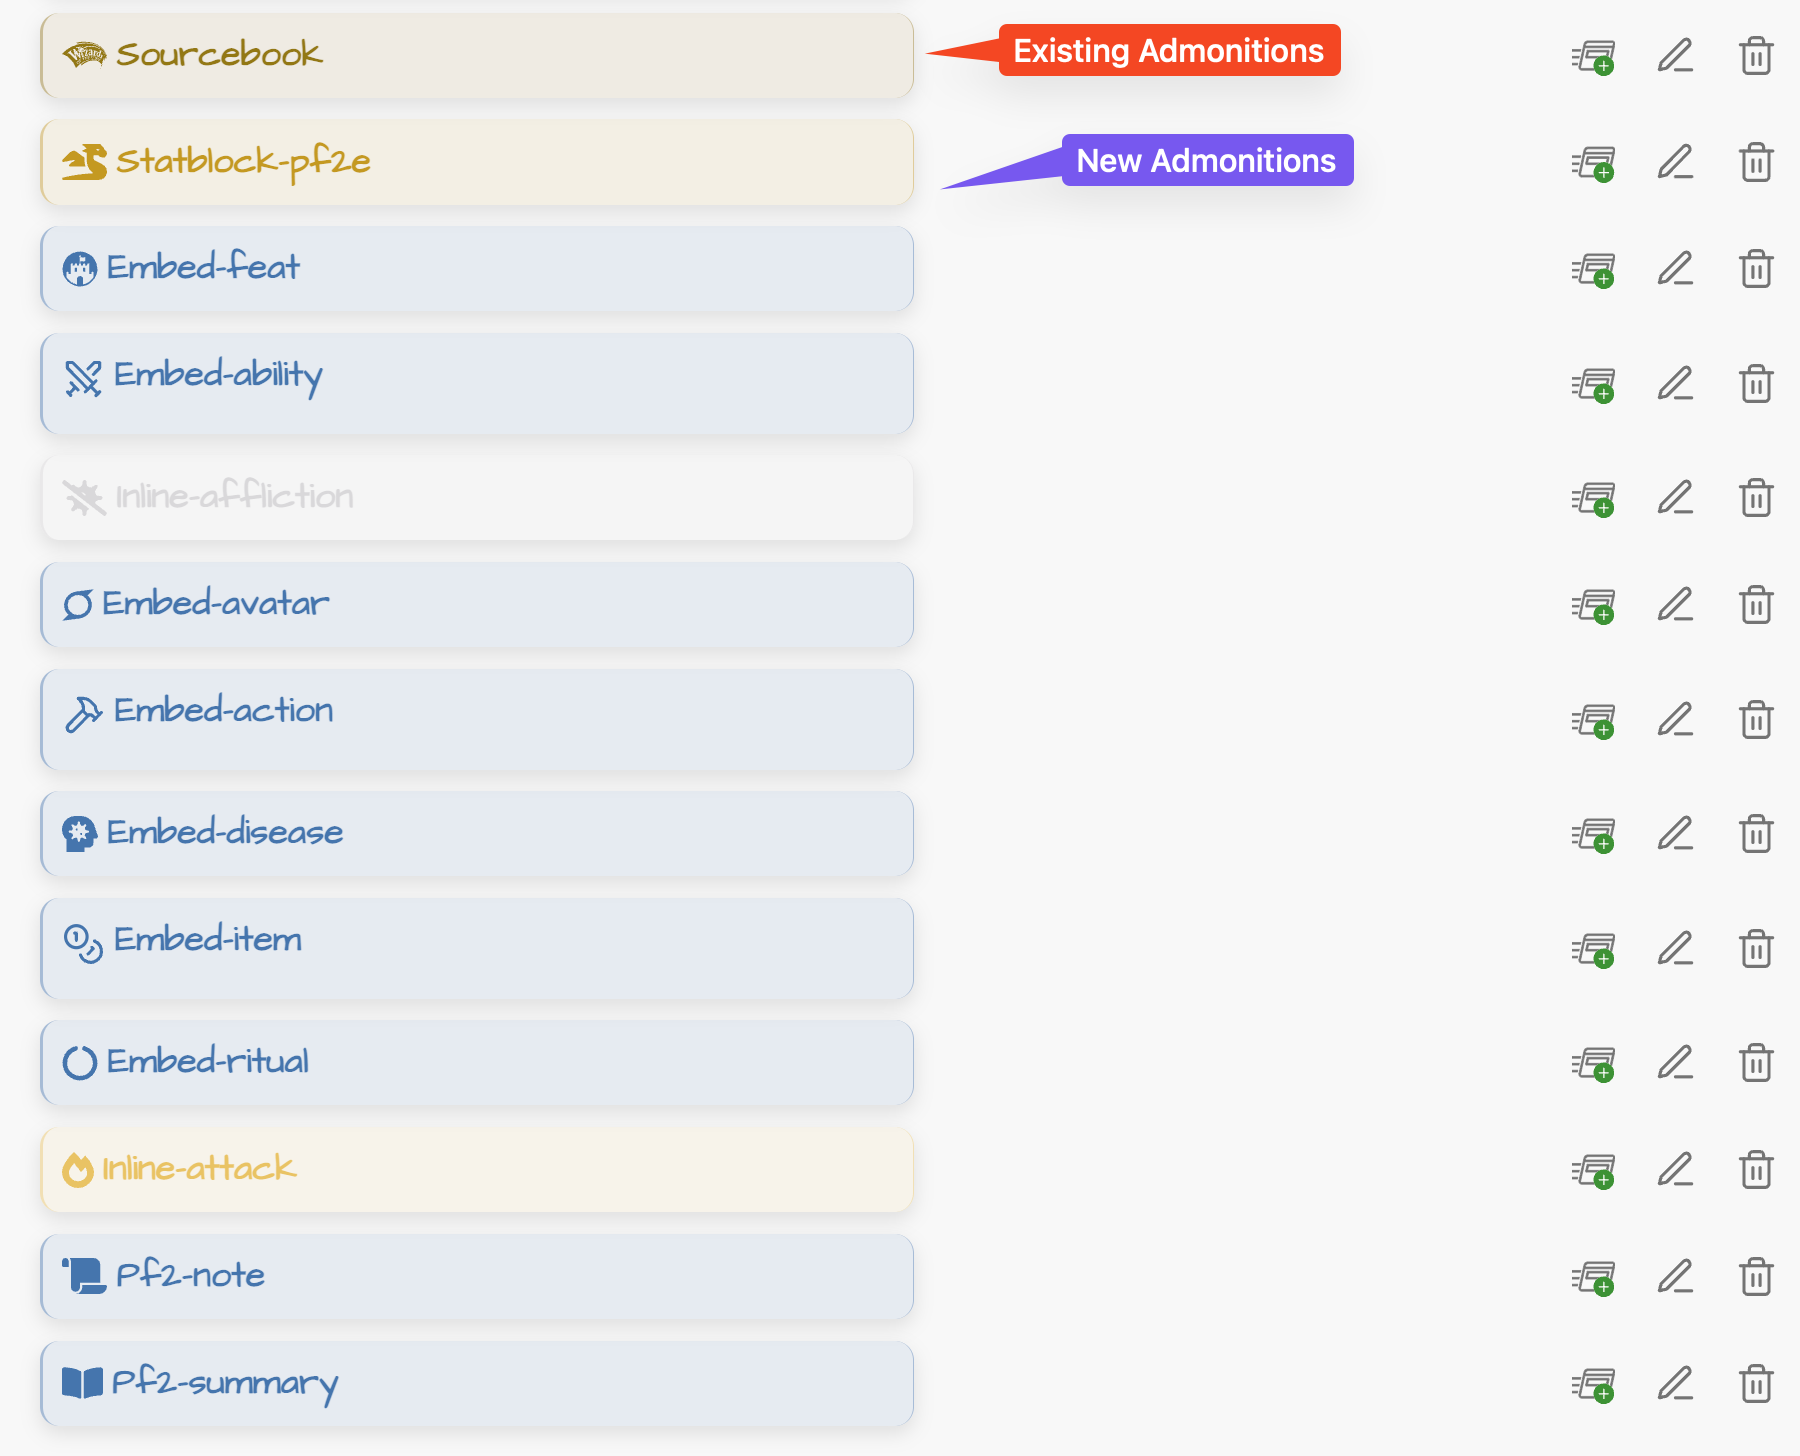 Sourcebook
Existing Admonitions
Statblock-pf2e
New Admonitions
Embed-feat
Embed-ability
Inline-affliction
Embed-avatar
Embed-action
Embed-disease
Embed-item
Embed-ritual
Inline-attack
Pf2-note
Pf2-summary